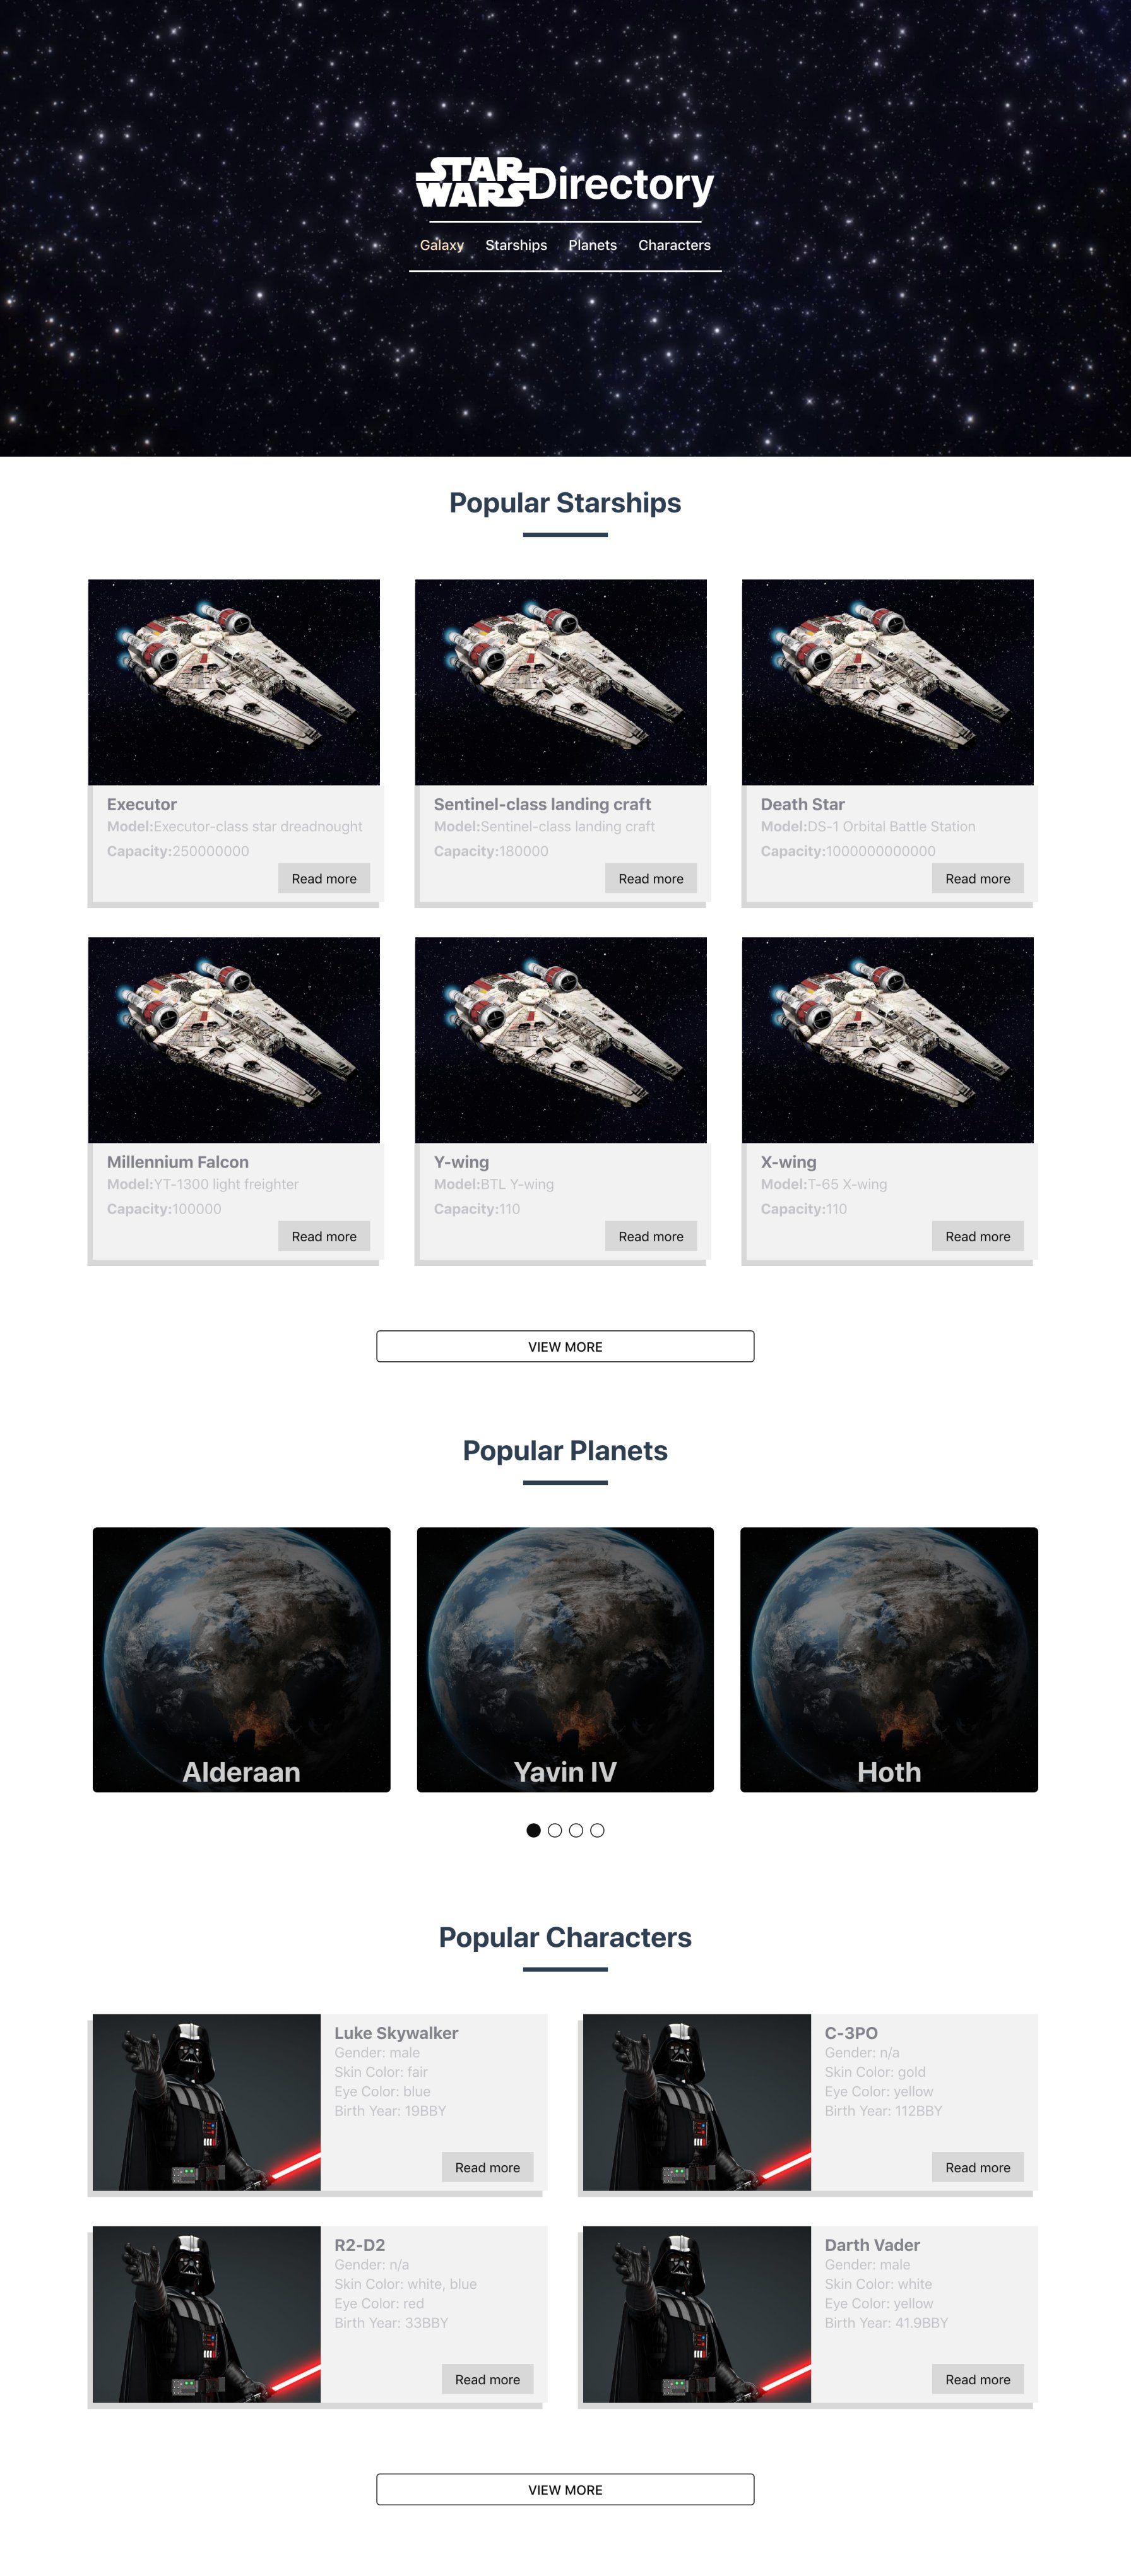 STAR
WARS Directory
Galaxy Starships Planets Characters
Popular Starships
Executor
Model:Executor-class star dreadnought
Capacity:250000000
Read more
Sentinel-class landing craft
Model:Sentinel-class landing craft
Capacity:180000
Read more
Death Star
Model:DS-1 Orbital Battle Station
Capacity:1000000000000
Read more
Millennium Falcon
Model:YT-1300 light freighter
Capacity:100000
Read more
Y-wing
Model:BTL Y-wing
Capacity:110
Read more
X-wing
Model:T-65 X-wing
Capacity:110
Read more
VIEW MORE
Popular Planets
Alderaan
Yavin IV
Hoth
Popular Characters
Luke Skywalker
Gender: male
Skin Color: fair
Eye Color: blue
Birth Year: 19BBY
Read more
C-3PO
Gender: n/a
Skin Color: gold
Eye Color: yellow
Birth Year: 112BBY
Read more
R2-D2
Gender: n/a
Skin Color: white, blue
Eye Color: red
Birth Year: 33BBY
Read more
Darth Vader
Gender: male
Skin Color: white
Eye Color: yellow
Birth Year: 41.9BBY
Read more
VIEW MORE